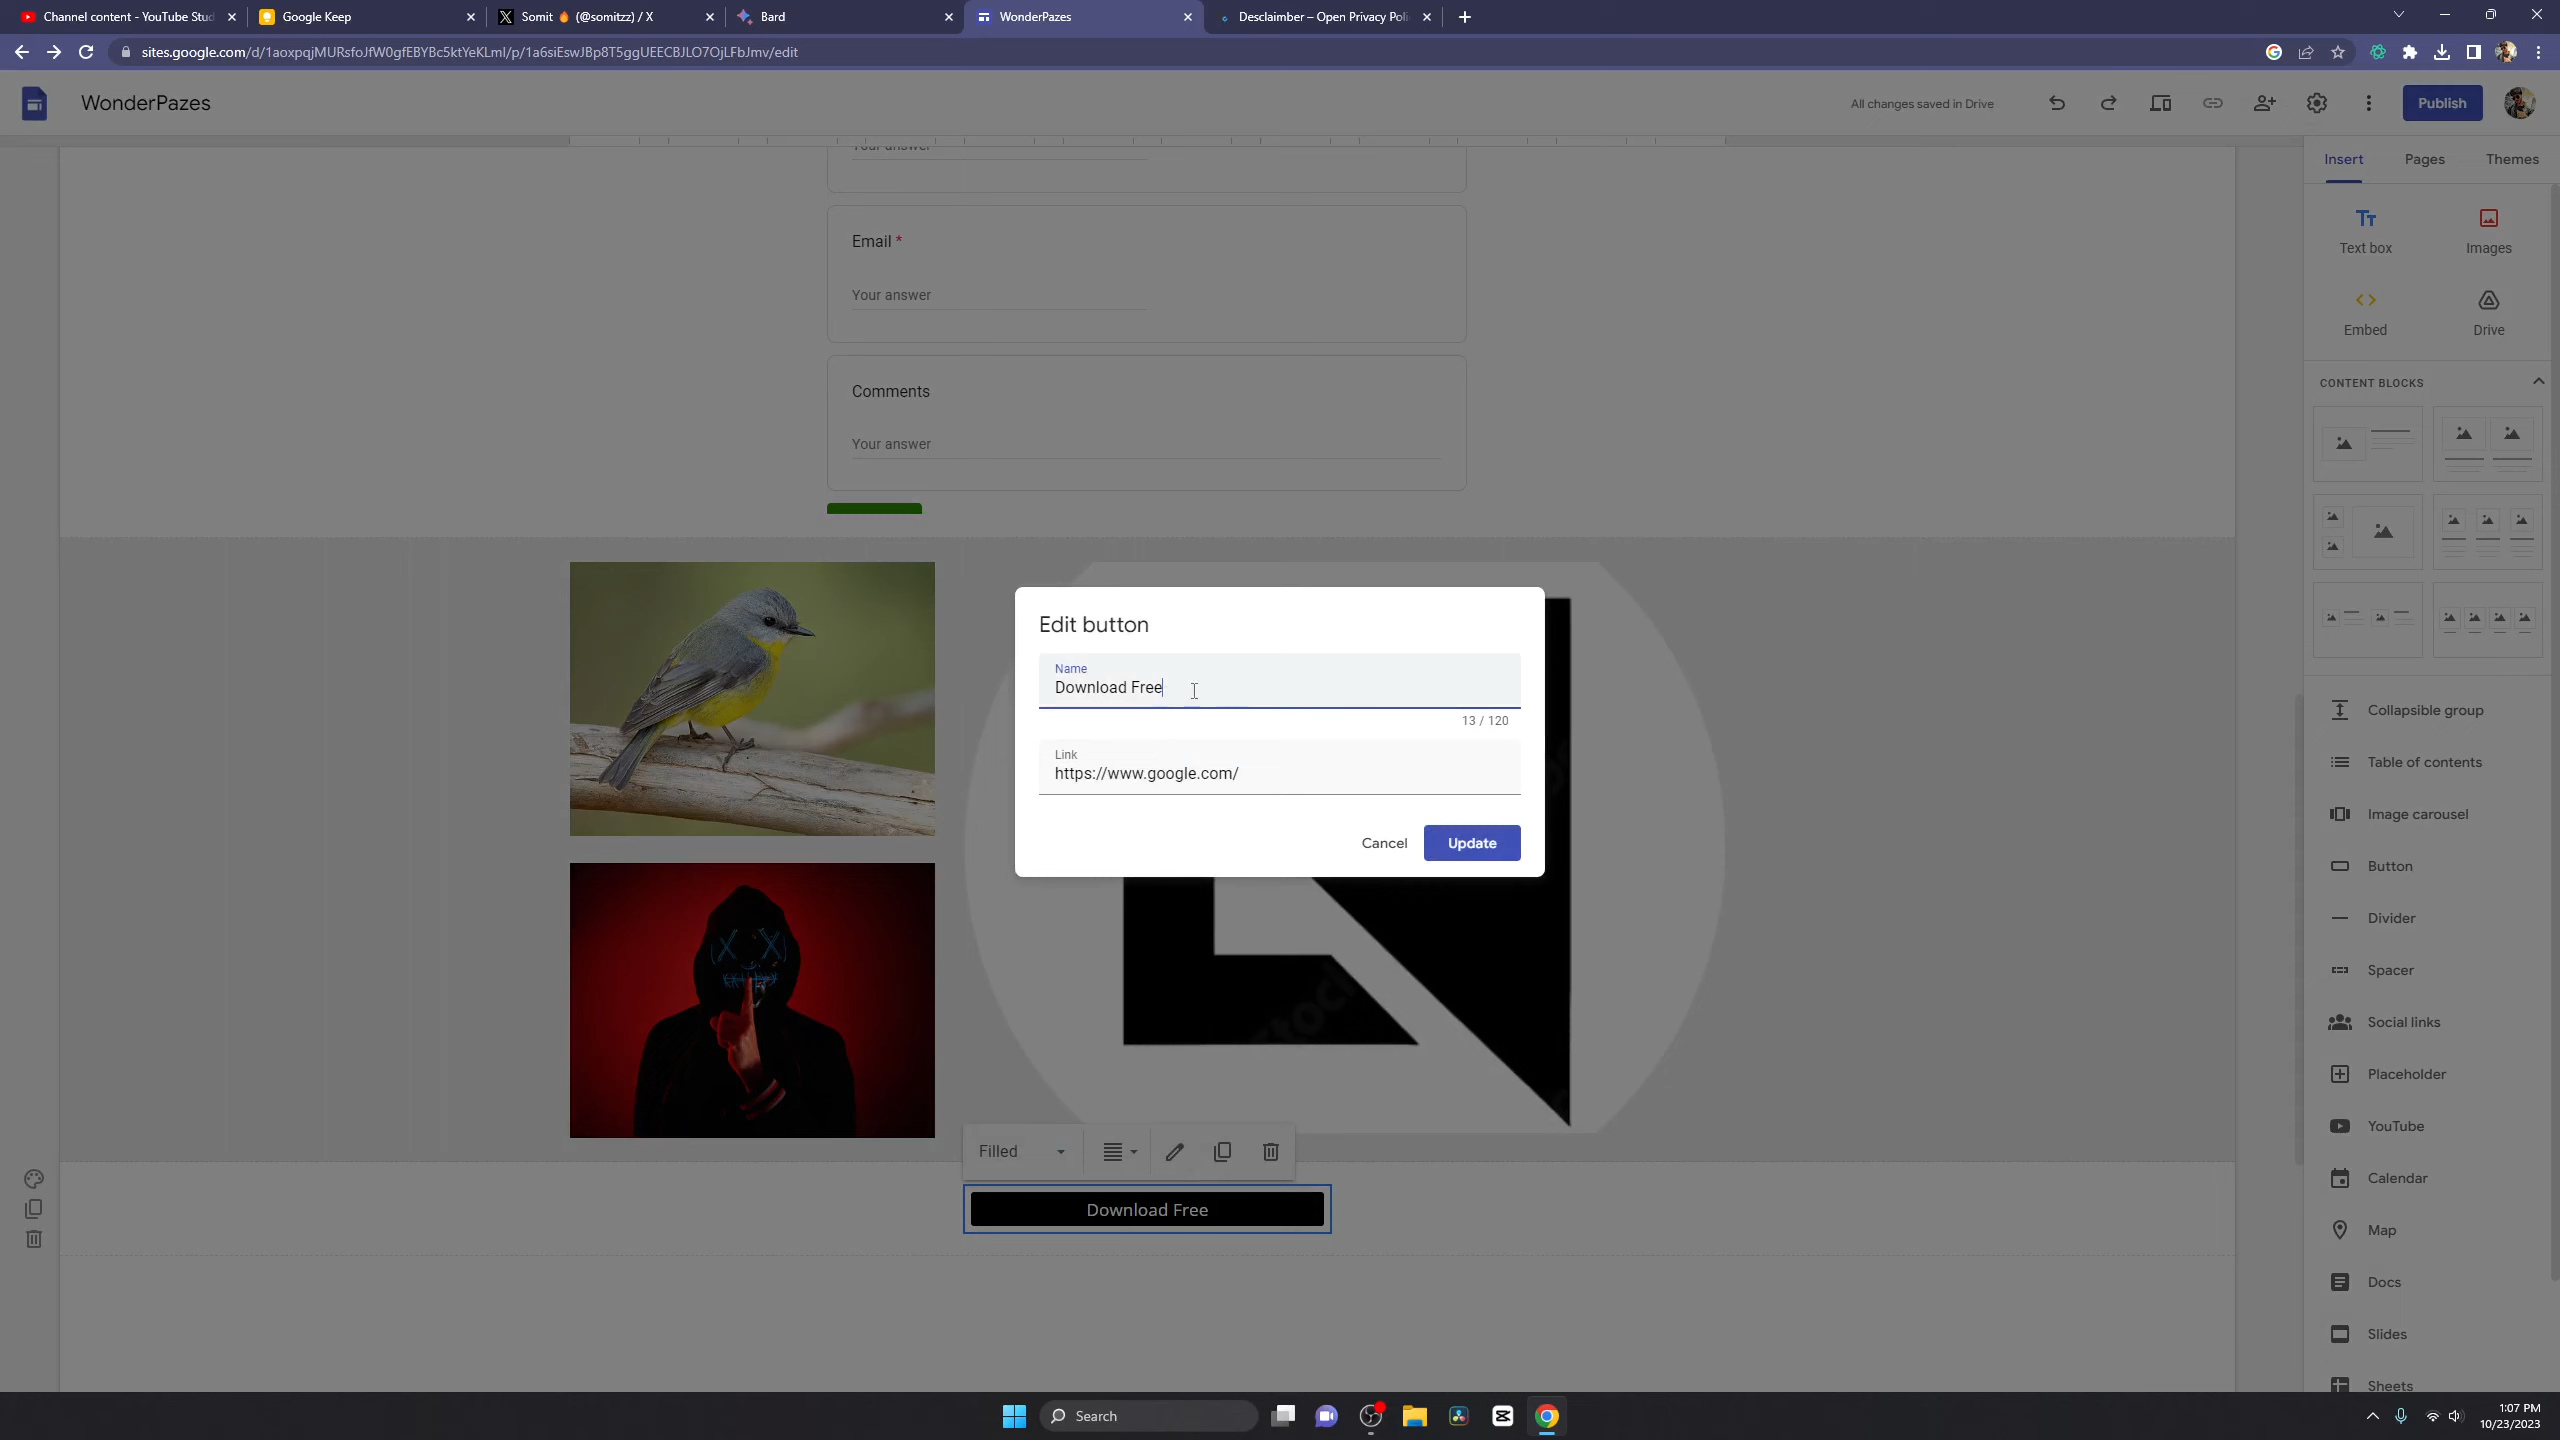 Channel content - YouTube Stud
Google Keep
Somit 🔥 (@somitzz) / X
Bard
WonderPazes
Desclaimber – Open Privacy Poli
sites.google.com/d/1aoxpqjMURsfoJfW0gfEBYBc5ktYeKLmI/p/1a6siEswJBp8T5ggUEECBJLO7OjLFbJmv/edit
WonderPazes
All changes saved in Drive
Publish
Insert
Pages
Themes
Your answer
Email *
Your answer
Comments
Your answer
Text box
Images
Embed
Drive
CONTENT BLOCKS
Edit button
Name
Download Free
13 / 120
Link
https://www.google.com/
Cancel
Update
Filled
Download Free
Collapsible group
Table of contents
Image carousel
Button
Divider
Spacer
Social links
Placeholder
YouTube
Calendar
Map
Docs
Slides
Sheets
Search
1:07 PM
10/23/2023